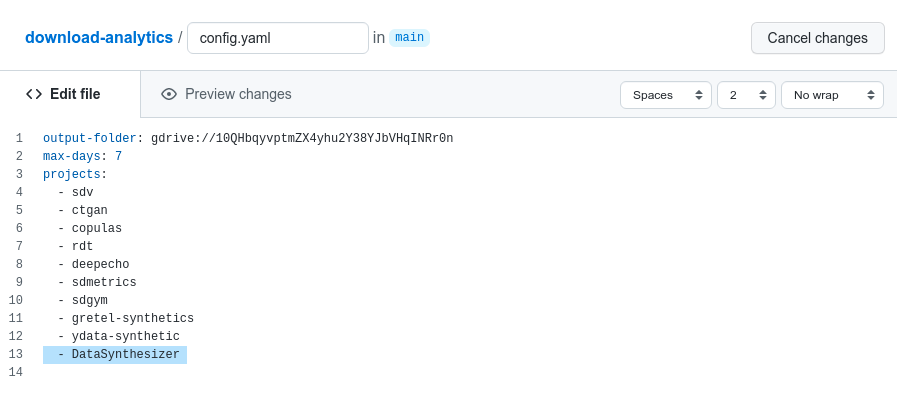 download-analytics / config.yaml in main Cancel changes
Edit file Preview changes Spaces 2 No wrap
1 output-folder: gdrive://10QHbqyvptmZX4yhu2Y38YJbVHqINRr0n
2 max-days: 7
3 projects:
4 - sdv
5 - ctgan
6 - copulas
7 - rdt
8 - deepecho
9 - sdmetrics
10 - sdgym
11 - gretel-synthetics
12 - ydata-synthetic
13 - DataSynthesizer
14